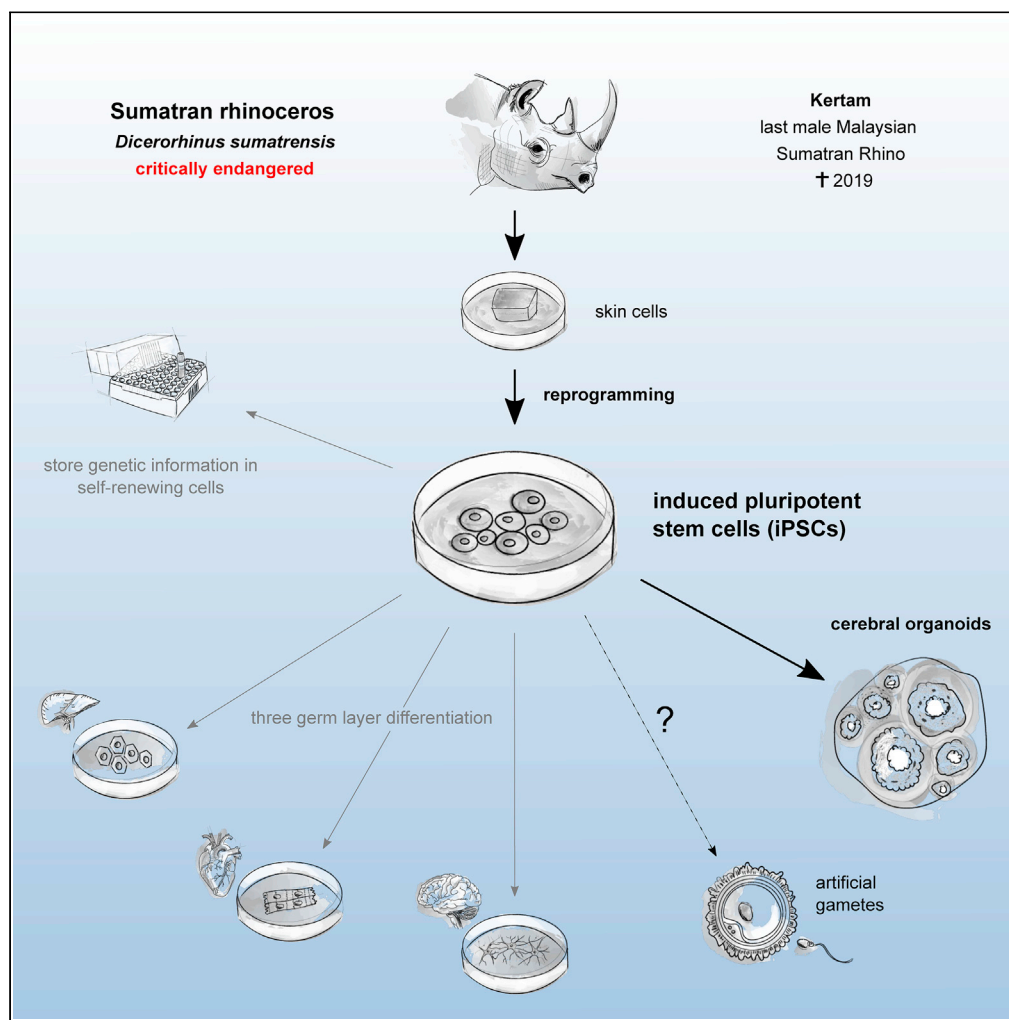 Sumatran rhinoceros
Dicerorhinus sumatrensis
critically endangered
Kertam
last male Malaysian
Sumatran Rhino
✝ 2019
skin cells
reprogramming
store genetic information in
self-renewing cells
induced pluripotent
stem cells (iPSCs)
cerebral organoids
three germ layer differentiation
?
artificial
gametes